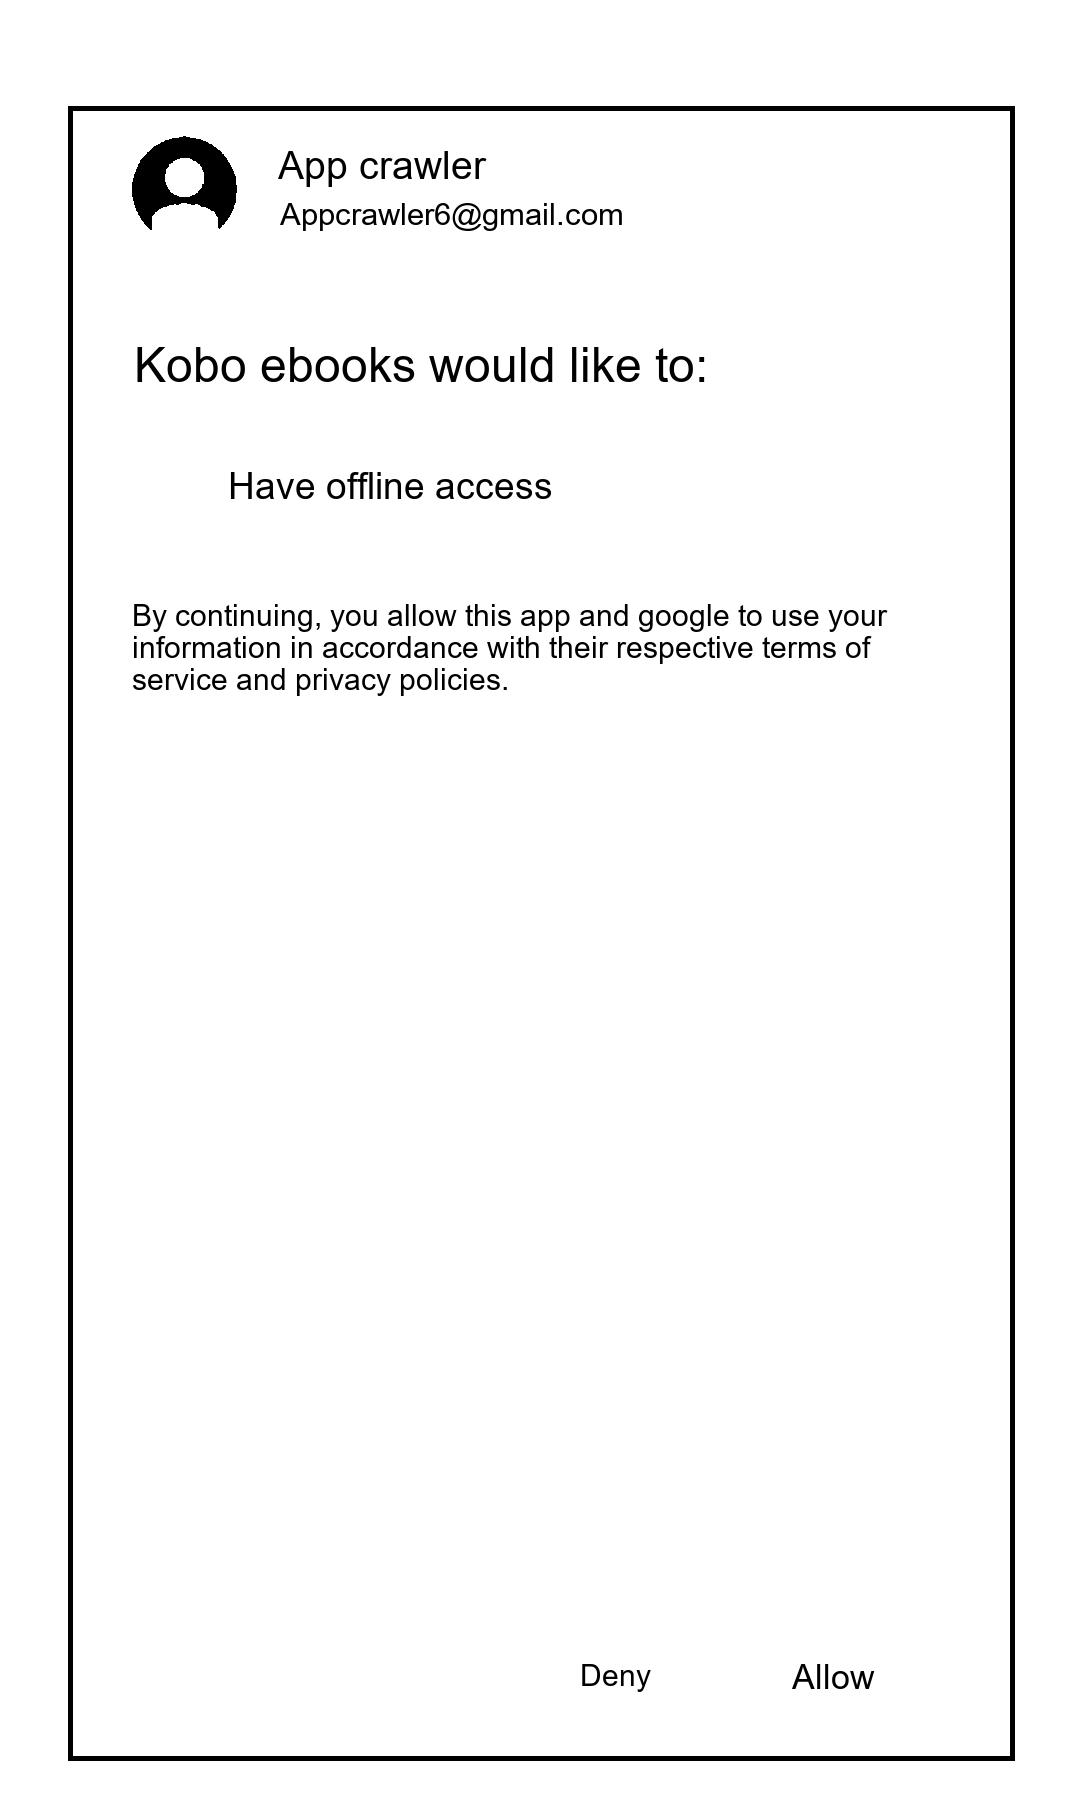 App crawler
Appcrawler6@gmail.com
Kobo ebooks would like to:
Have offline access
By continuing, you allow this app and google to use your
information in accordance with their respective terms of
service and privacy policies.
Deny
Allow